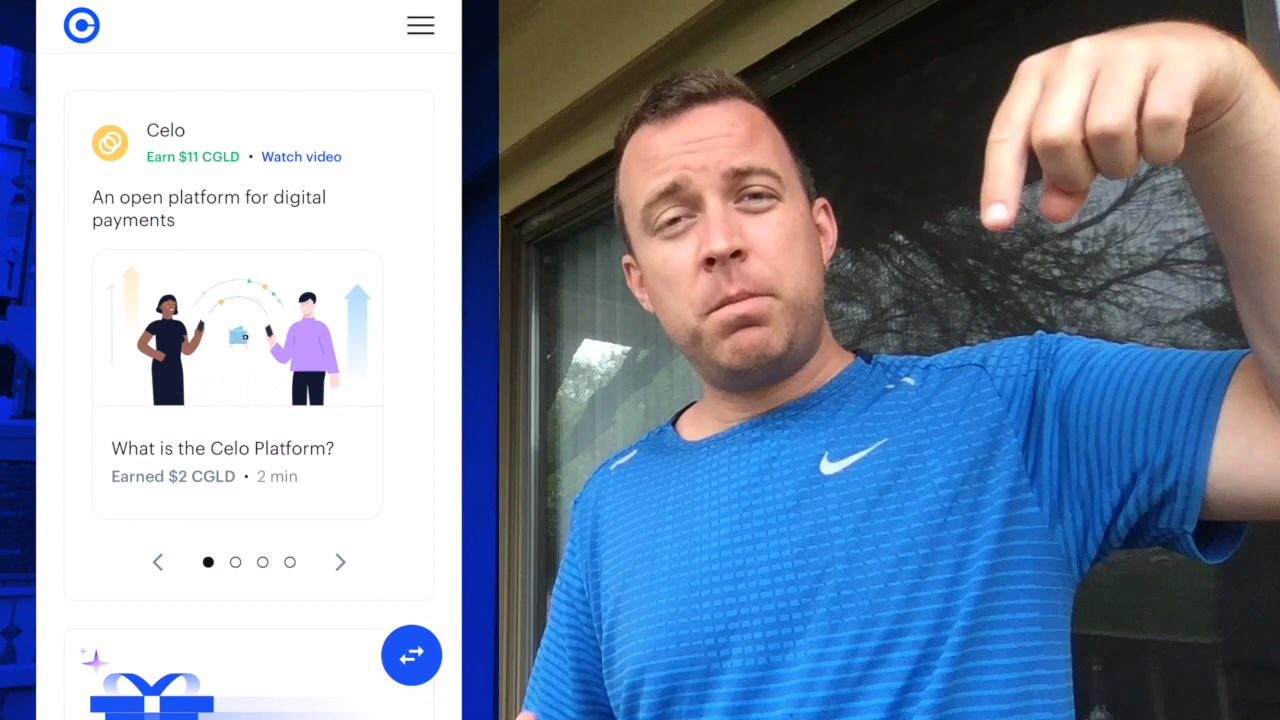 Celo
Earn $11 CGLD • Watch video
An open platform for digital
payments
What is the Celo Platform?
Earned $2 CGLD • 2 min